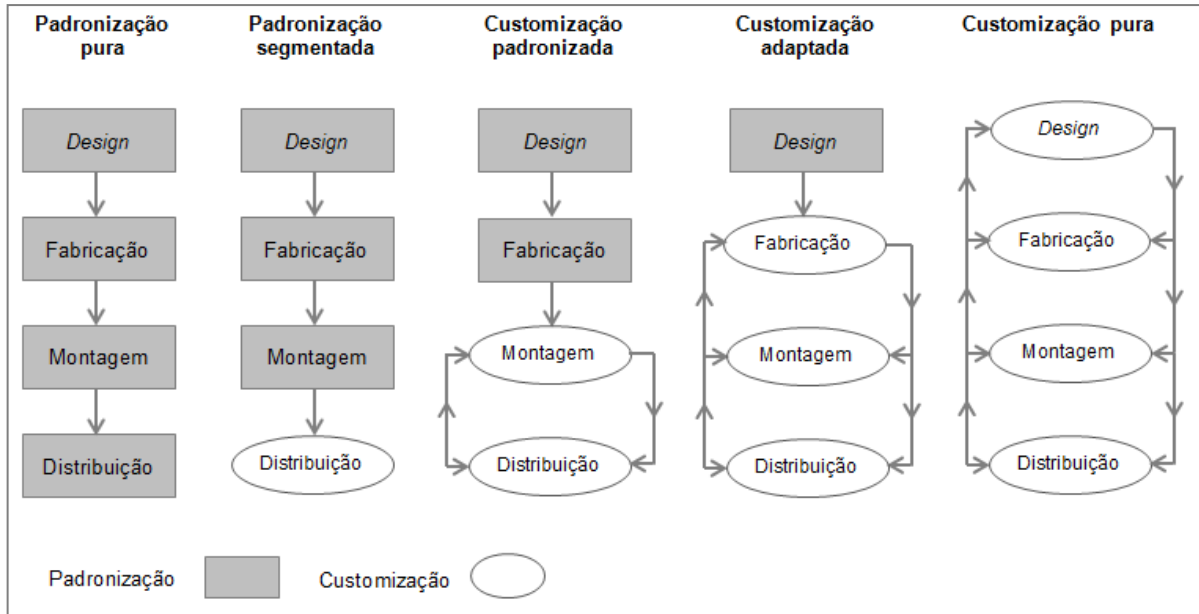 Padronização
pura
Padronização
segmentada
Customização
padronizada
Customização
adaptada
Customização pura
Design
Design
Design
Design
Design
Fabricação
Fabricação
Fabricação
Fabricação
Fabricação
Montagem
Montagem
Montagem
Montagem
Montagem
Distribuição
Distribuição
Distribuição
Distribuição
Distribuição
Padronização
Customização